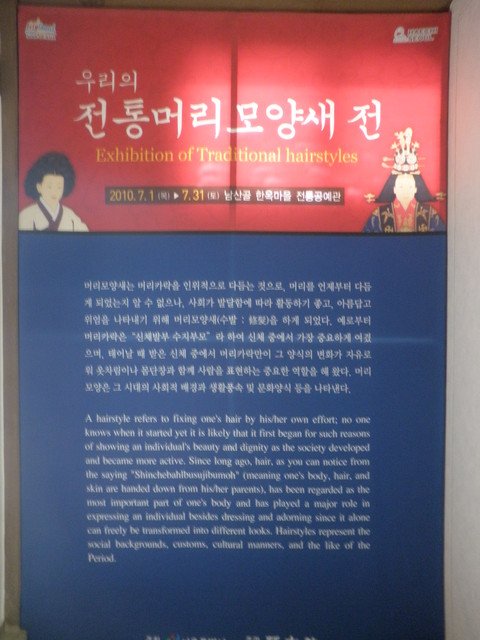 우리의
전통머리모양새 전
Exhibition of Traditional hairstyles
2010.7.1 (목) ▶ 7.31 (토) 남산골 한옥마을 전통공예관
머리모양새는 머리카락을 인위적으로 다듬는 것으로, 머리를 언제부터 다듬
게 되었는지 알 수 없으나, 사회가 발달함에 따라 활동하기 좋고, 아름답고
위엄을 나타내기 위해 머리모양새(수발 : 修髮)을 하게 되었다. 예로부터
머리카락은 “신체발부 수지부모” 라 하여 신체 중에서 가장 중요하게 여겼
으며, 태어날 때 받은 신체 중에서 머리카락만이 그 양식의 변화가 자유로
워 옷차림이나 몸단장과 함께 사람을 표현하는 중요한 역할을 해 왔다. 머리
모양은 그 시대의 사회적 배경과 생활풍속 및 문화양식 등을 나타낸다.
A hairstyle refers to fixing one's hair by his/her own effort; no one
knows when it started yet it is likely that it first began for such reasons
of showing an individual's beauty and dignity as the society developed
and became more active. Since long ago, hair, as you can notice from
the saying "Shinchebahlbusujibumoh" (meaning one's body, hair, and
skin are handed down from his/her parents), has been regarded as the
most important part of one's body and has played a major role in
expressing an individual besides dressing and adorning since it alone
can freely be transformed into different looks. Hairstyles represent the
social backgrounds, customs, cultural manners, and the like of the
Period.